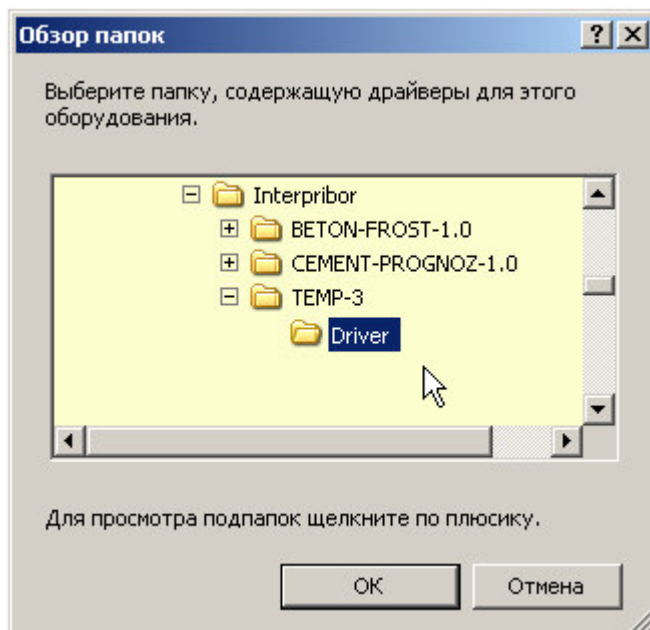 Обзор папок
Выберите папку, содержащую драйверы для этого
оборудования.
Interpribor
BETON-FROST-1.0
CEMENT-PROGNOZ-1.0
TEMP-3
Driver
Для просмотра подпапок щелкните по плюсику.
ОК
Отмена